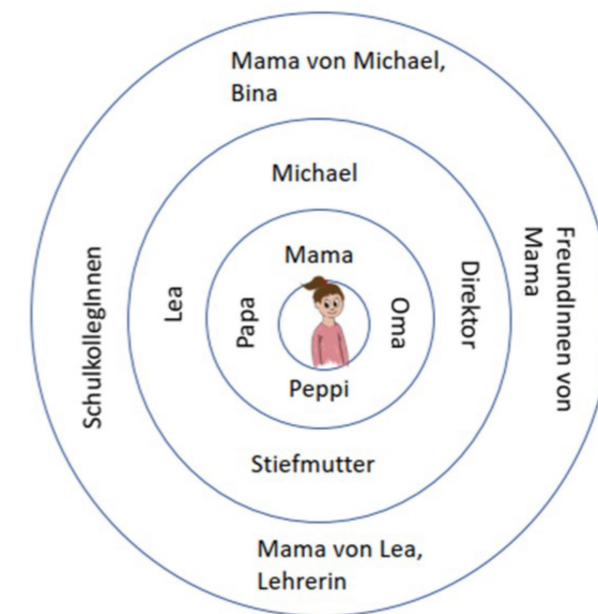 Mama von Michael,
Bina
Michael
Mama
SchulkollegInnen
Lea
Papa
Oma
Direktor
FreundInnen von
Mama
Peppi
Stiefmutter
Mama von Lea,
Lehrerin